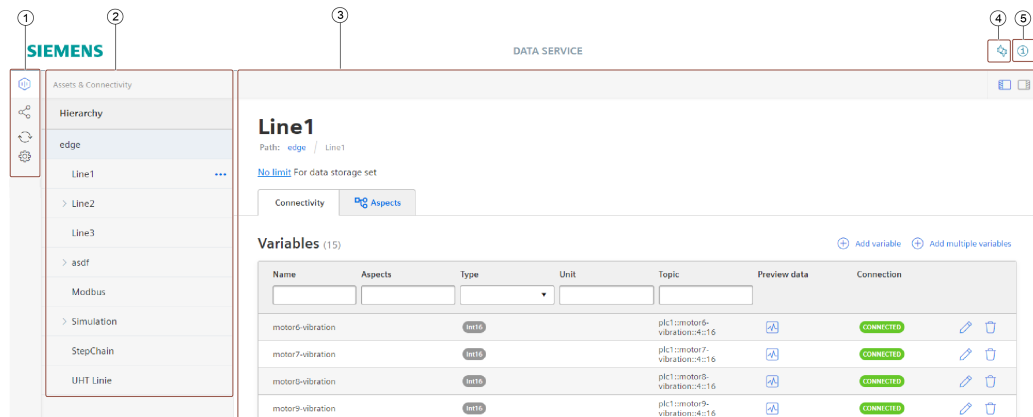 1 2 3 4 5
SIEMENS DATA SERVICE
Assets & Connectivity
Hierarchy
edge
Line1
Line2
Line3
asdf
Modbus
Simulation
StepChain
UHT Linie
Line1
Path: edge / Line1
No limit For data storage set
Connectivity Aspects
Variables (15) Add variable Add multiple variables
Name Aspects Type Unit Topic Preview data Connection
motor6-vibration Int16 plc1::motor6-
vibration::4::16 CONNECTED
motor7-vibration Int16 plc1::motor7-
vibration::4::16 CONNECTED
motor8-vibration Int16 plc1::motor8-
vibration::4::16 CONNECTED
motor9-vibration Int16 plc1::motor9-
vibration::4::16 CONNECTED